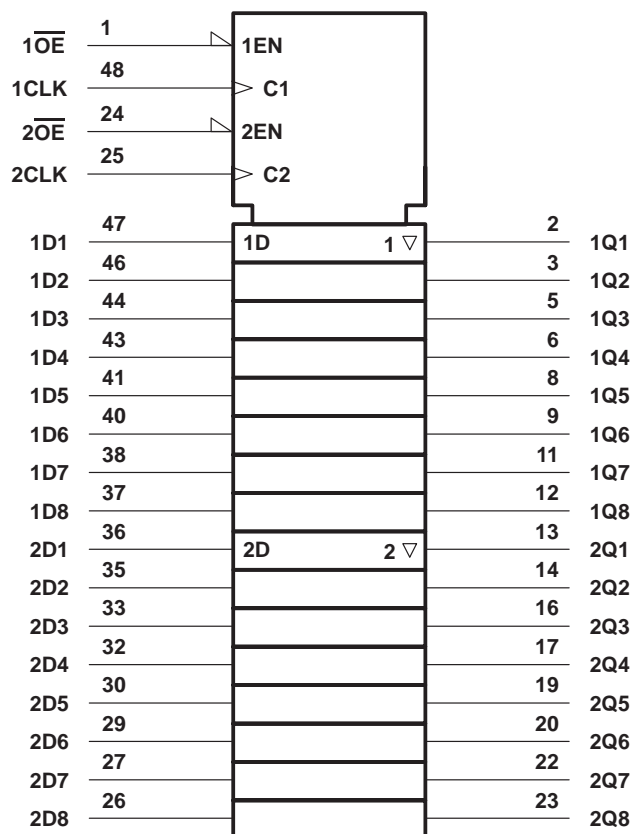 1O̅E̅ 1 1EN
1CLK 48 C1
2O̅E̅ 24 2EN
2CLK 25 C2
1D1 47 1D 1 ▽ 2 1Q1
1D2 46 3 1Q2
1D3 44 5 1Q3
1D4 43 6 1Q4
1D5 41 8 1Q5
1D6 40 9 1Q6
1D7 38 11 1Q7
1D8 37 12 1Q8
2D1 36 2D 2 ▽ 13 2Q1
2D2 35 14 2Q2
2D3 33 16 2Q3
2D4 32 17 2Q4
2D5 30 19 2Q5
2D6 29 20 2Q6
2D7 27 22 2Q7
2D8 26 23 2Q8